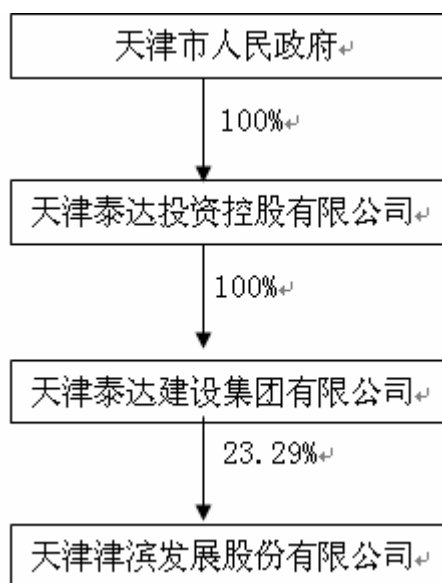 天津市人民政府↵
100%↵
天津泰达投资控股有限公司↵
100%↵
天津泰达建设集团有限公司↵
23.29%↵
天津津滨发展股份有限公司